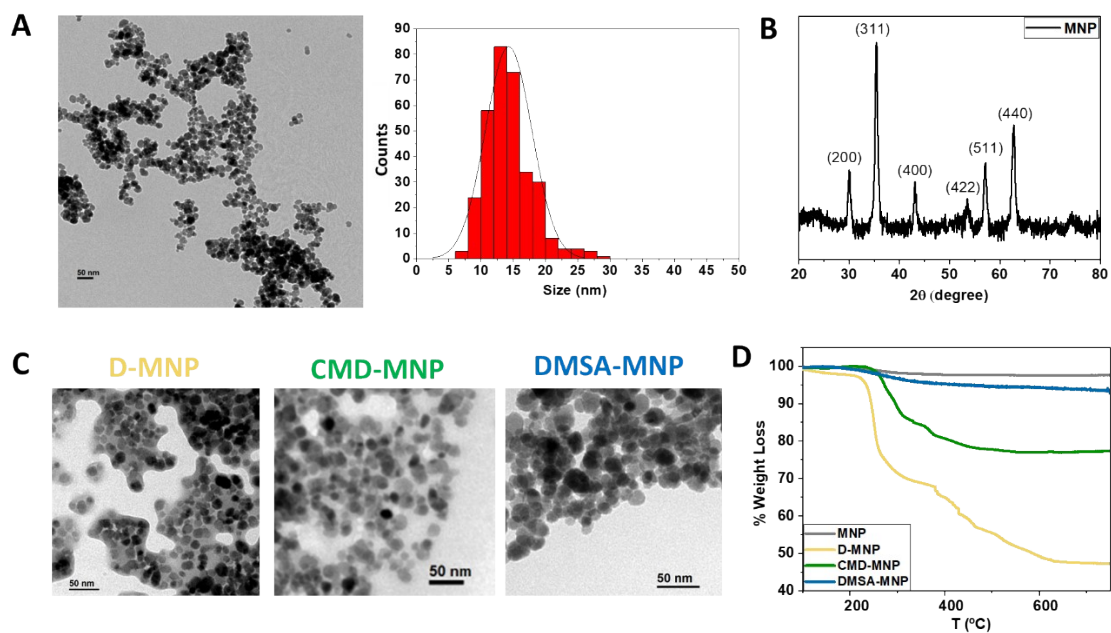 A
50 nm
90
80
70
60
50
40
30
20
10
0
Counts
0 5 10 15 20 25 30 35 40 45 50
Size (nm)
B
MNP
(200)
(311)
(400)
(422)
(511)
(440)
20 30 40 50 60 70 80
2θ (degree)
C
D-MNP
CMD-MNP
DMSA-MNP
50 nm
50 nm
50 nm
D
100
90
80
70
60
50
40
% Weight Loss
MNP
D-MNP
CMD-MNP
DMSA-MNP
200 400 600
T (ºC)